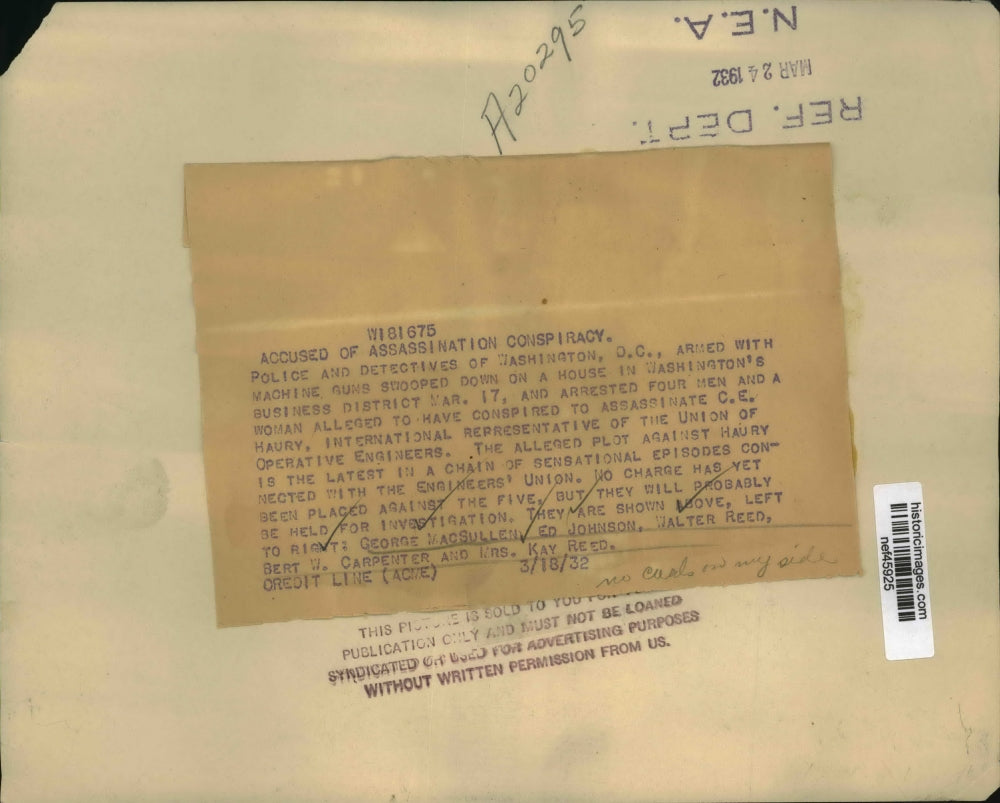 N.E.A.
MAR 24 1932
REF. DEPT.
A20295
W181675
ACCUSED OF ASSASSINATION CONSPIRACY.
POLICE AND DETECTIVES OF WASHINGTON, D.C., ARMED WITH
MACHINE GUNS SWOOPED DOWN ON A HOUSE IN WASHINGTON'S
BUSINESS DISTRICT MAR. 17, AND ARRESTED FOUR MEN AND A
WOMAN ALLEGED TO HAVE CONSPIRED TO ASSASSINATE C.E.
HAURY, INTERNATIONAL REPRESENTATIVE OF THE UNION OF
OPERATIVE ENGINEERS. THE ALLEGED PLOT AGAINST HAURY
IS THE LATEST IN A CHAIN OF SENSATIONAL EPISODES CON-
NECTED WITH THE ENGINEERS' UNION. NO CHARGE HAS YET
BEEN PLACED AGAINST THE FIVE, BUT THEY WILL PROBABLY
BE HELD FOR INVESTIGATION. THEY ARE SHOWN ABOVE, LEFT
TO RIGHT: GEORGE MACSULLEN, ED JOHNSON, WALTER REED,
BERT W. CARPENTER AND MRS. KAY REED.
CREDIT LINE (ACME) 3/18/32
no cards on my side
THIS PICTURE IS SOLD TO YOU FOR
PUBLICATION ONLY AND MUST NOT BE LOANED
SYNDICATED OR USED FOR ADVERTISING PURPOSES
WITHOUT WRITTEN PERMISSION FROM US.
historicimages.com
nef45925